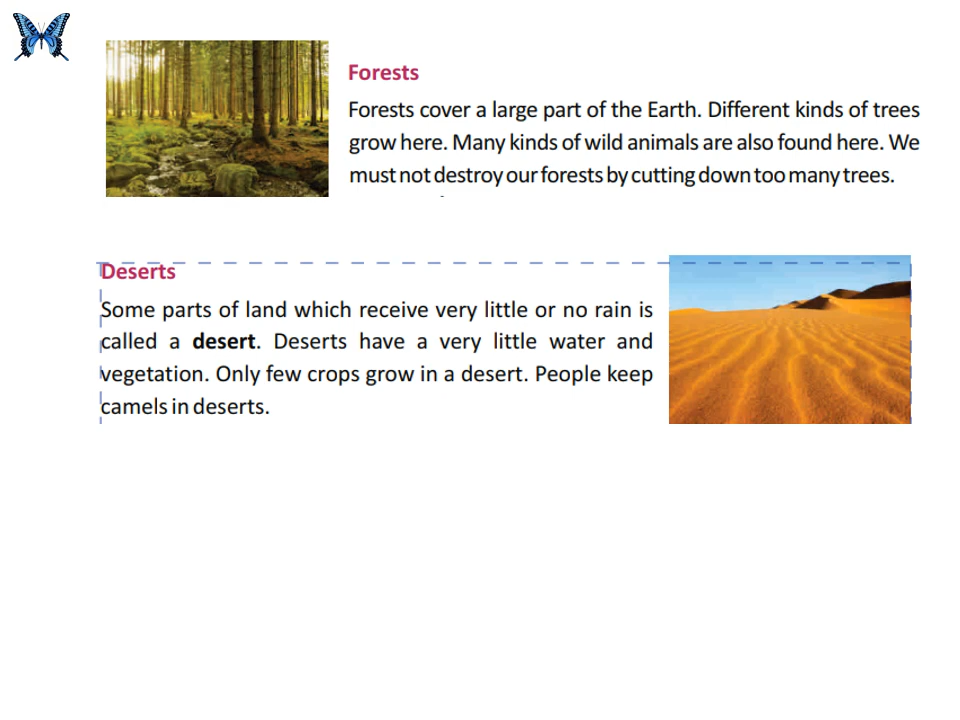 Forests
Forests cover a large part of the Earth. Different kinds of trees
grow here. Many kinds of wild animals are also found here. We
must not destroy our forests by cutting down too many trees.
Deserts
Some parts of land which receive very little or no rain is
called a desert. Deserts have a very little water and
vegetation. Only few crops grow in a desert. People keep
camels in deserts.